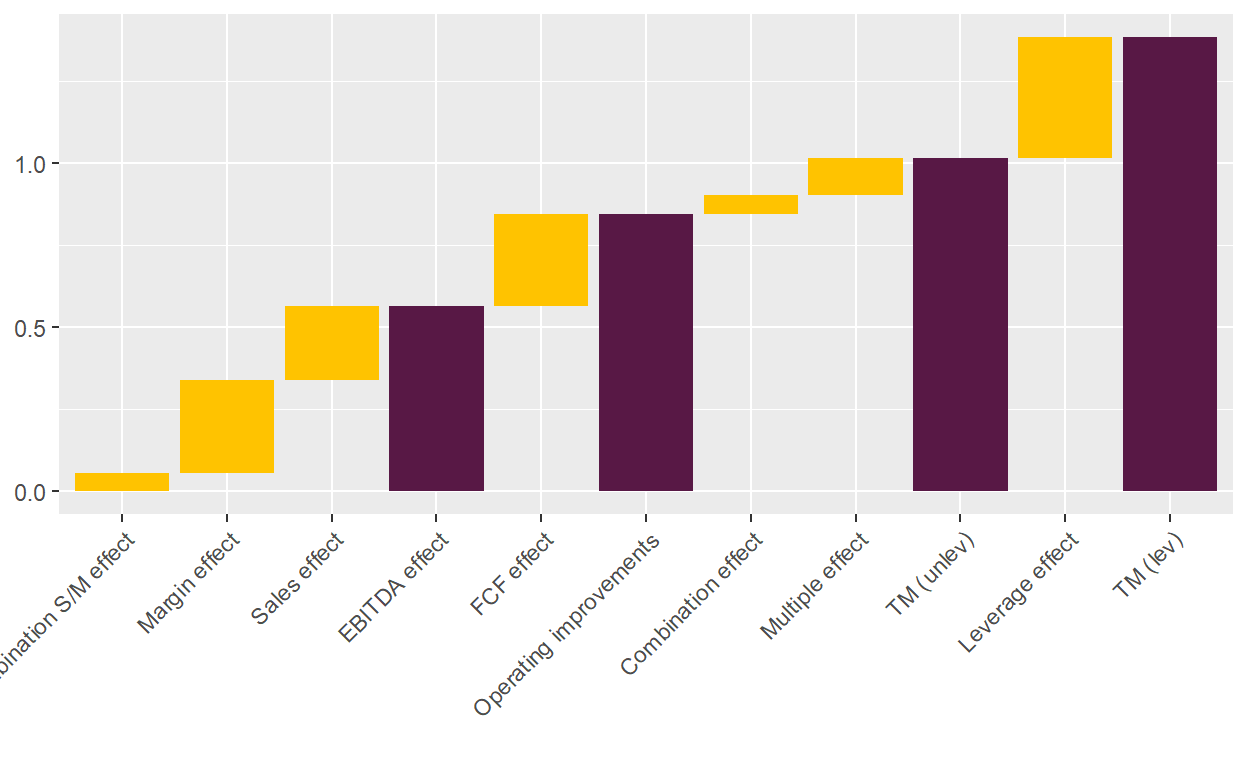 1.0
0.5
0.0
S/M effect
Margin effect
Sales effect
EBITDA effect
FCF effect
Operating improvements
Combination effect
Multiple effect
TM (unlev)
Leverage effect
TM (lev)